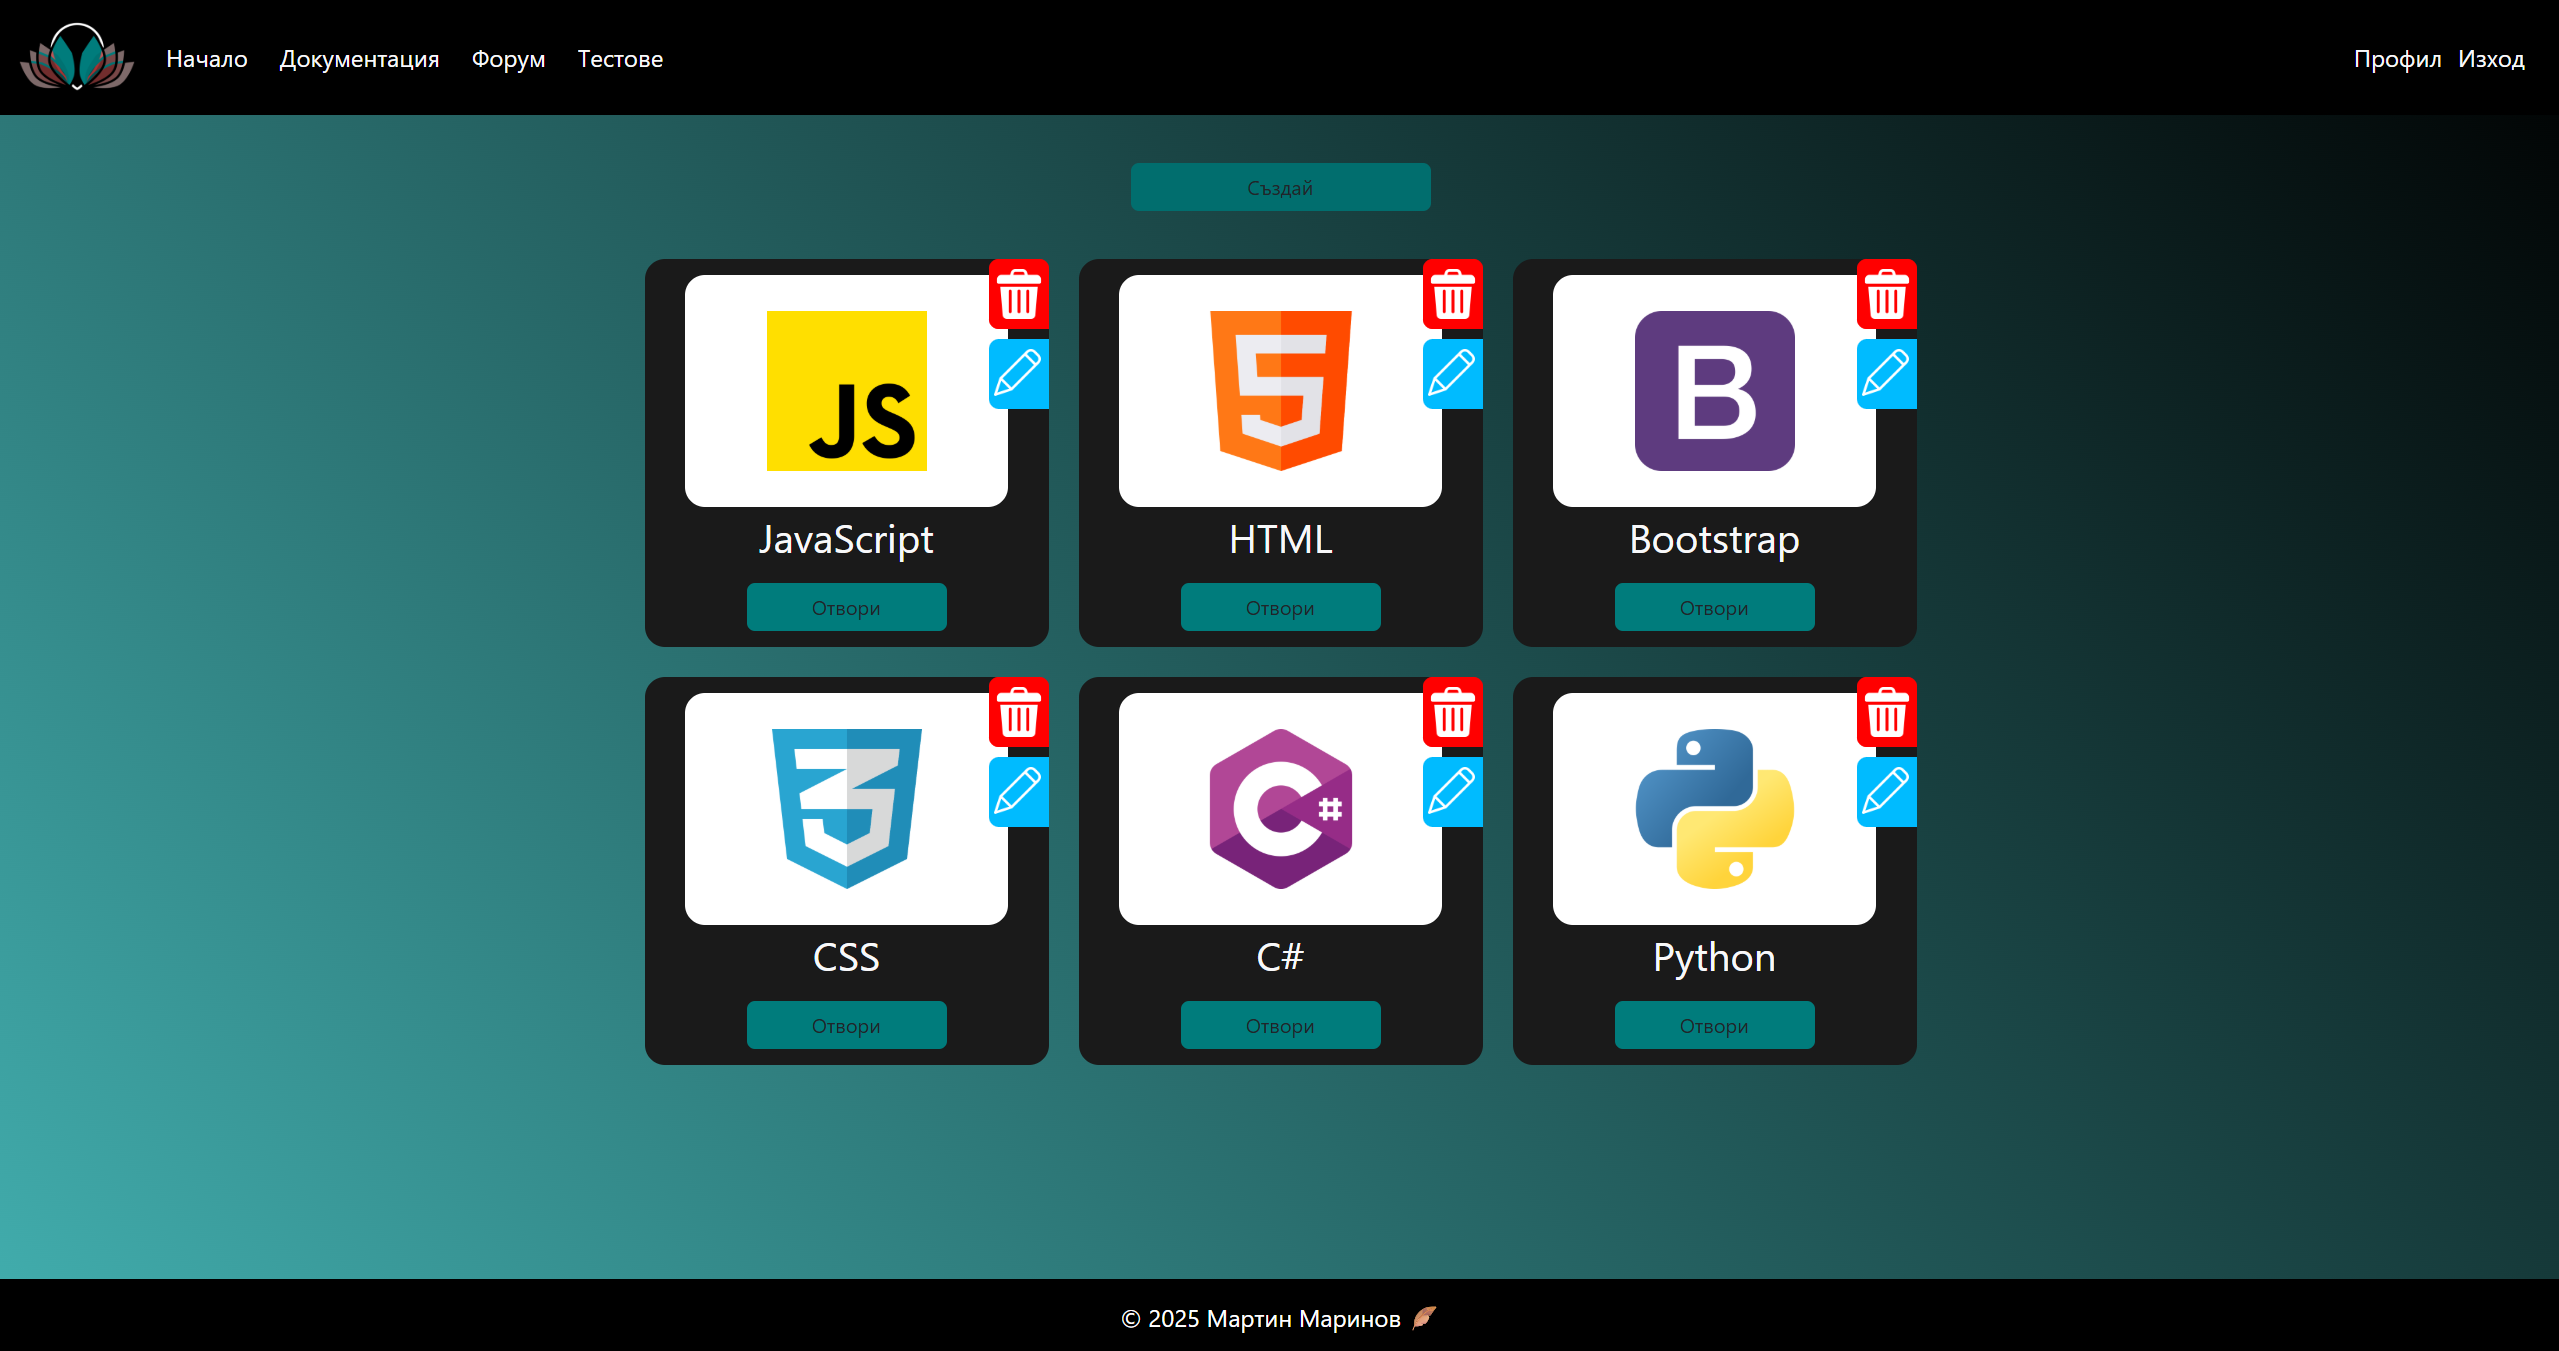 Начало Документация Форум Тестове Профил Изход
Създай
JS 5 B
JavaScript HTML Bootstrap
Отвори Отвори Отвори
3 C#
CSS C# Python
Отвори Отвори Отвори
© 2025 Мартин Маринов 🍂